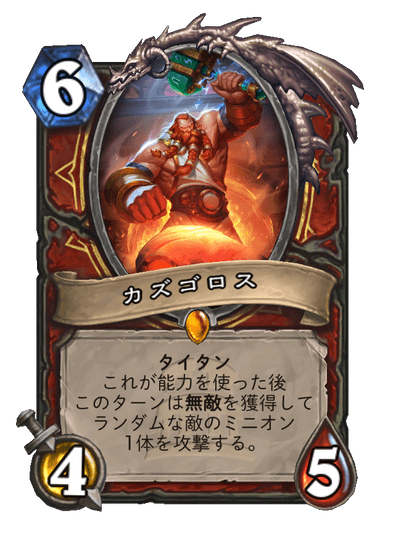 6
カズゴロス
タイタン
これが能力を使った後
このターンは無敵を獲得して
ランダムな敵のミニオン
1体を攻撃する。
4
5